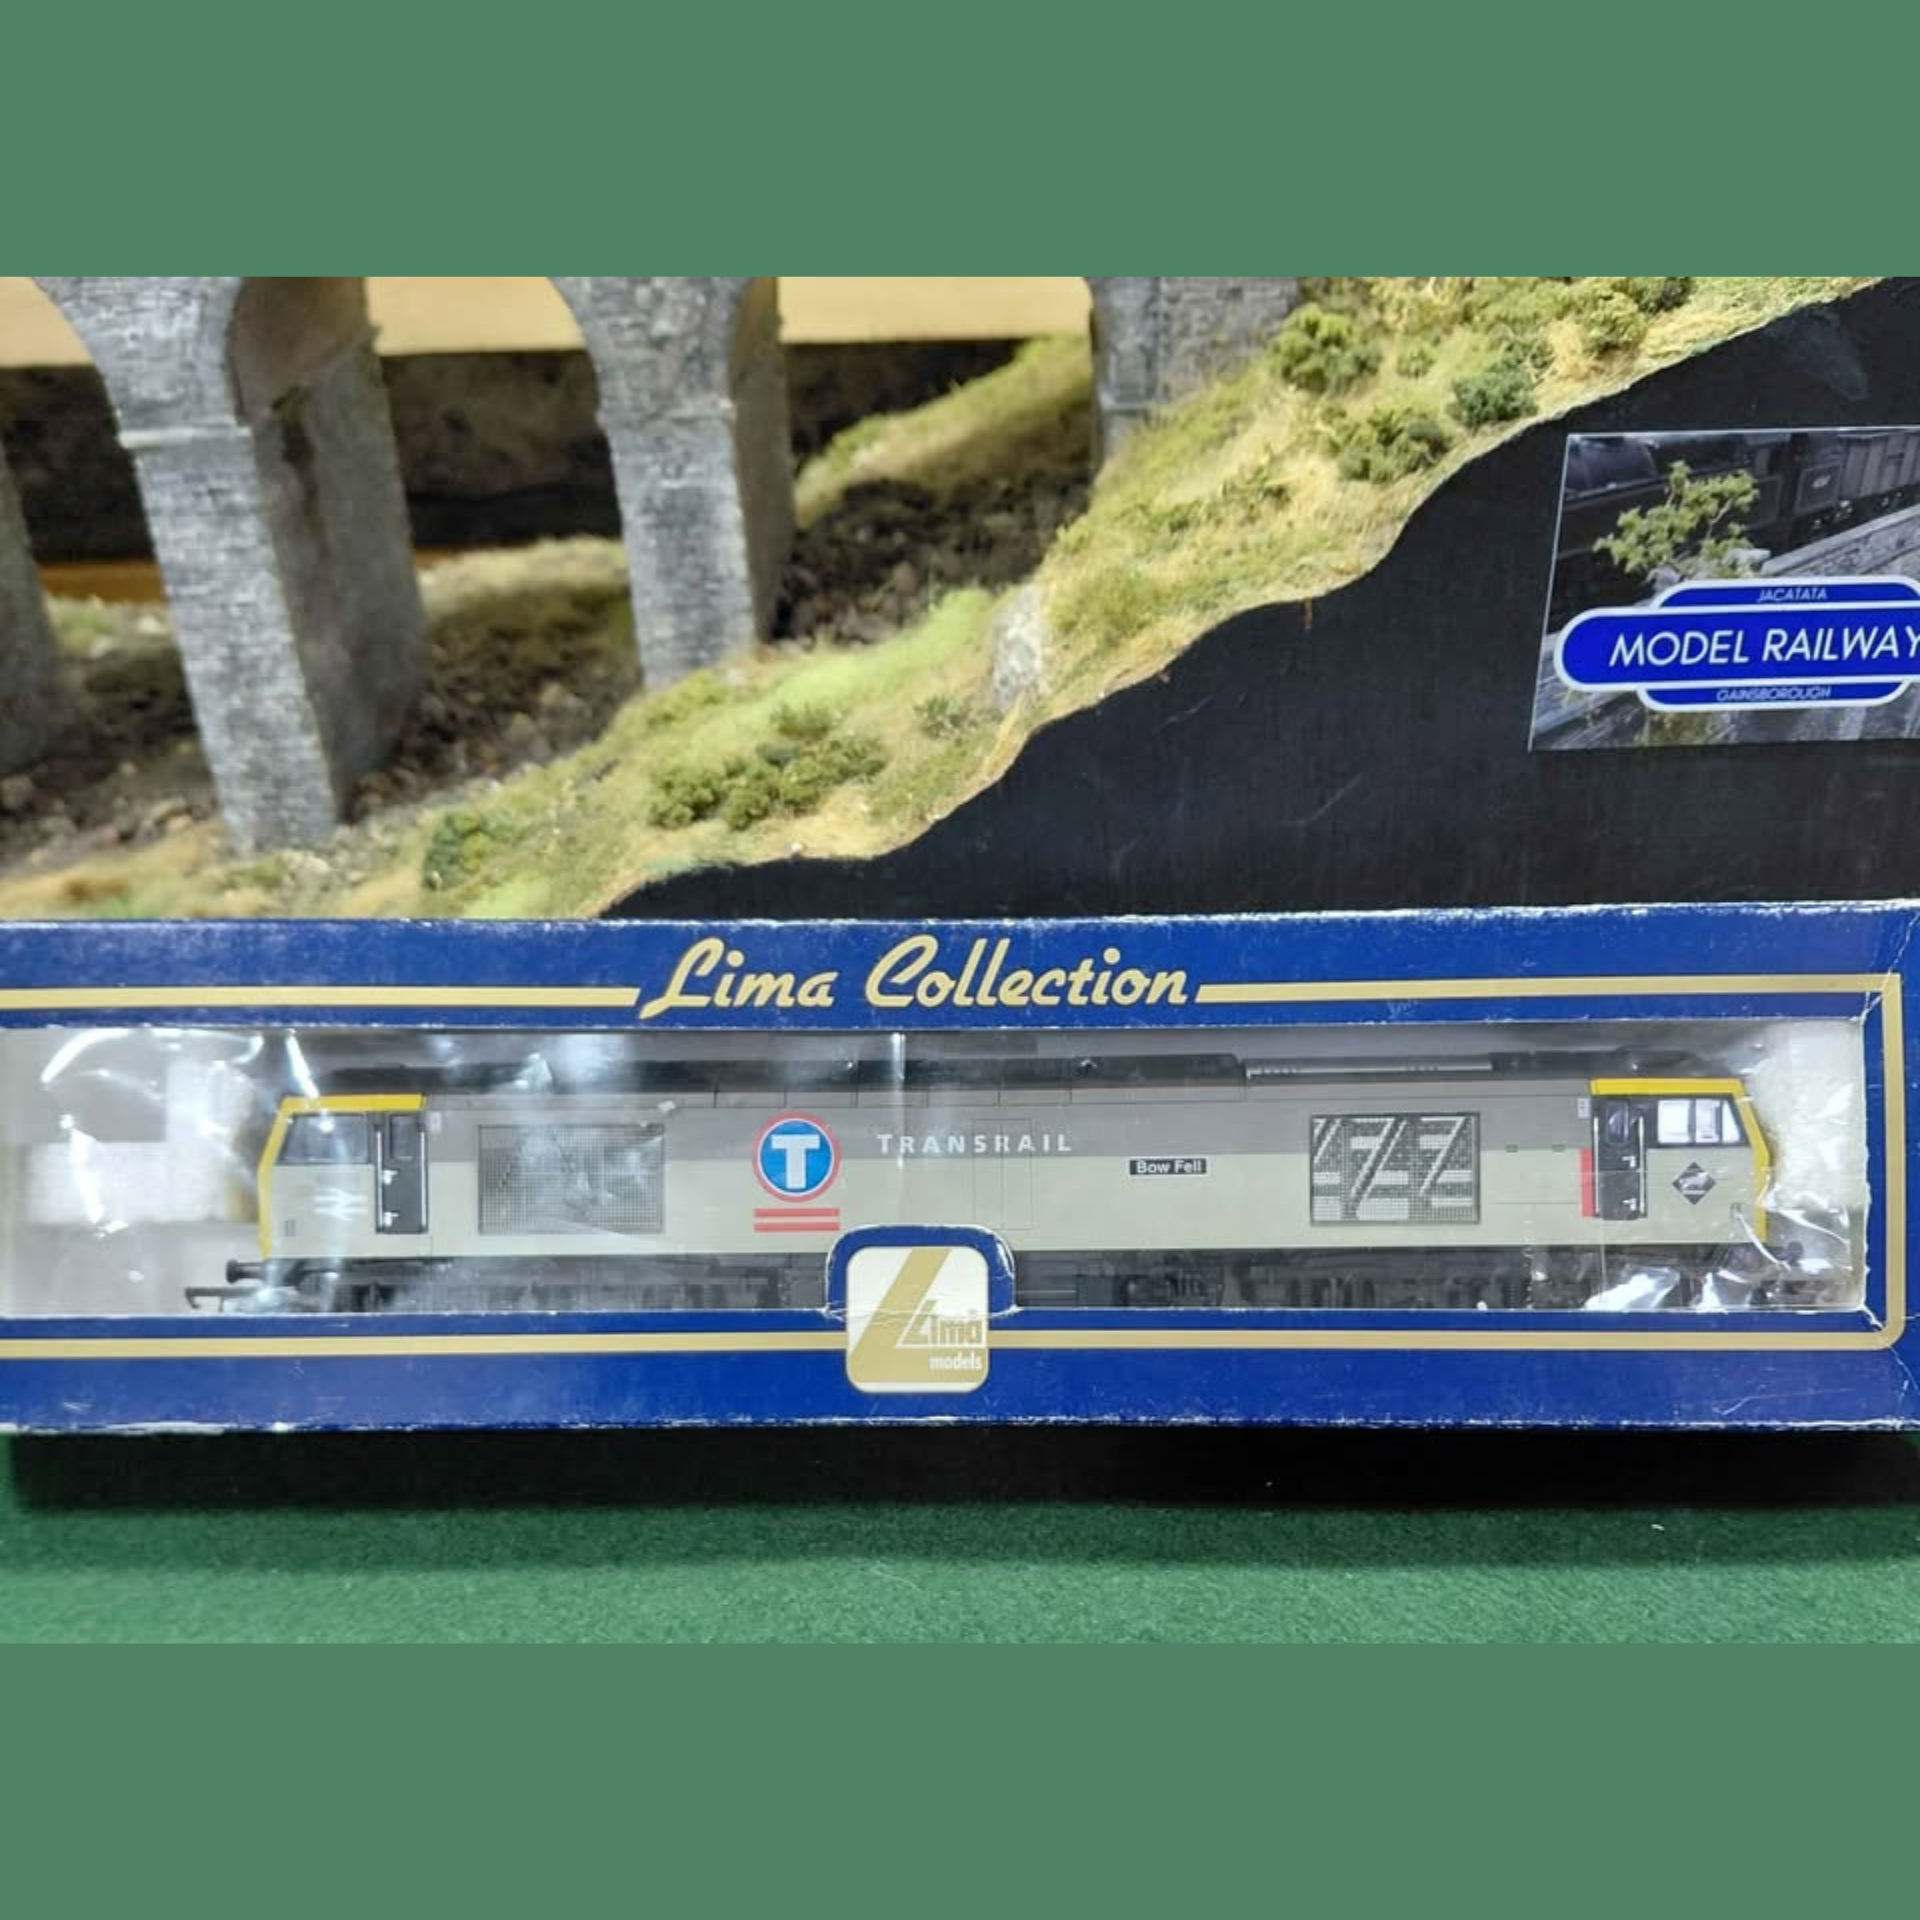 JACATATA
MODEL RAILWAY
GAINSBOROUGH
Lima Collection
T
TRANSRAIL
Bow Fell
Lima
models